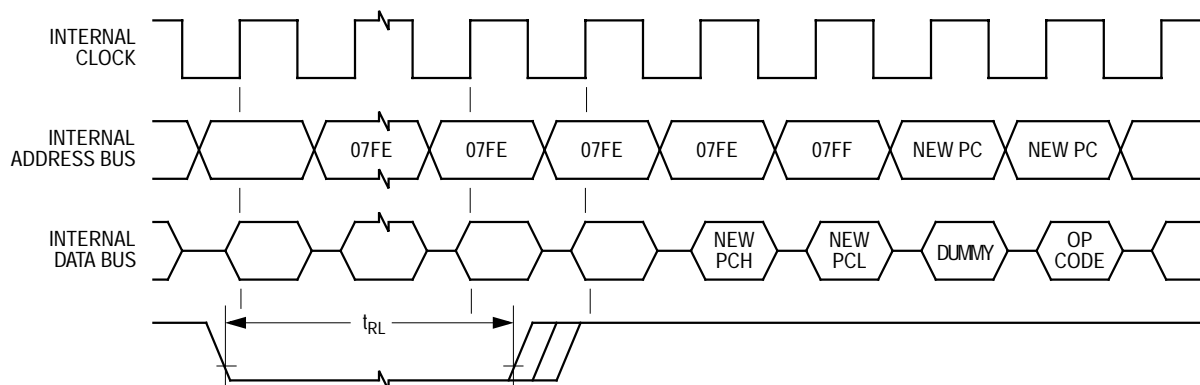 INTERNAL
CLOCK
INTERNAL
ADDRESS BUS
07FE
07FE
07FE
07FE
07FF
NEW PC
NEW PC
INTERNAL
DATA BUS
NEW
PCH
NEW
PCL
DUMMY
OP
CODE
tRL